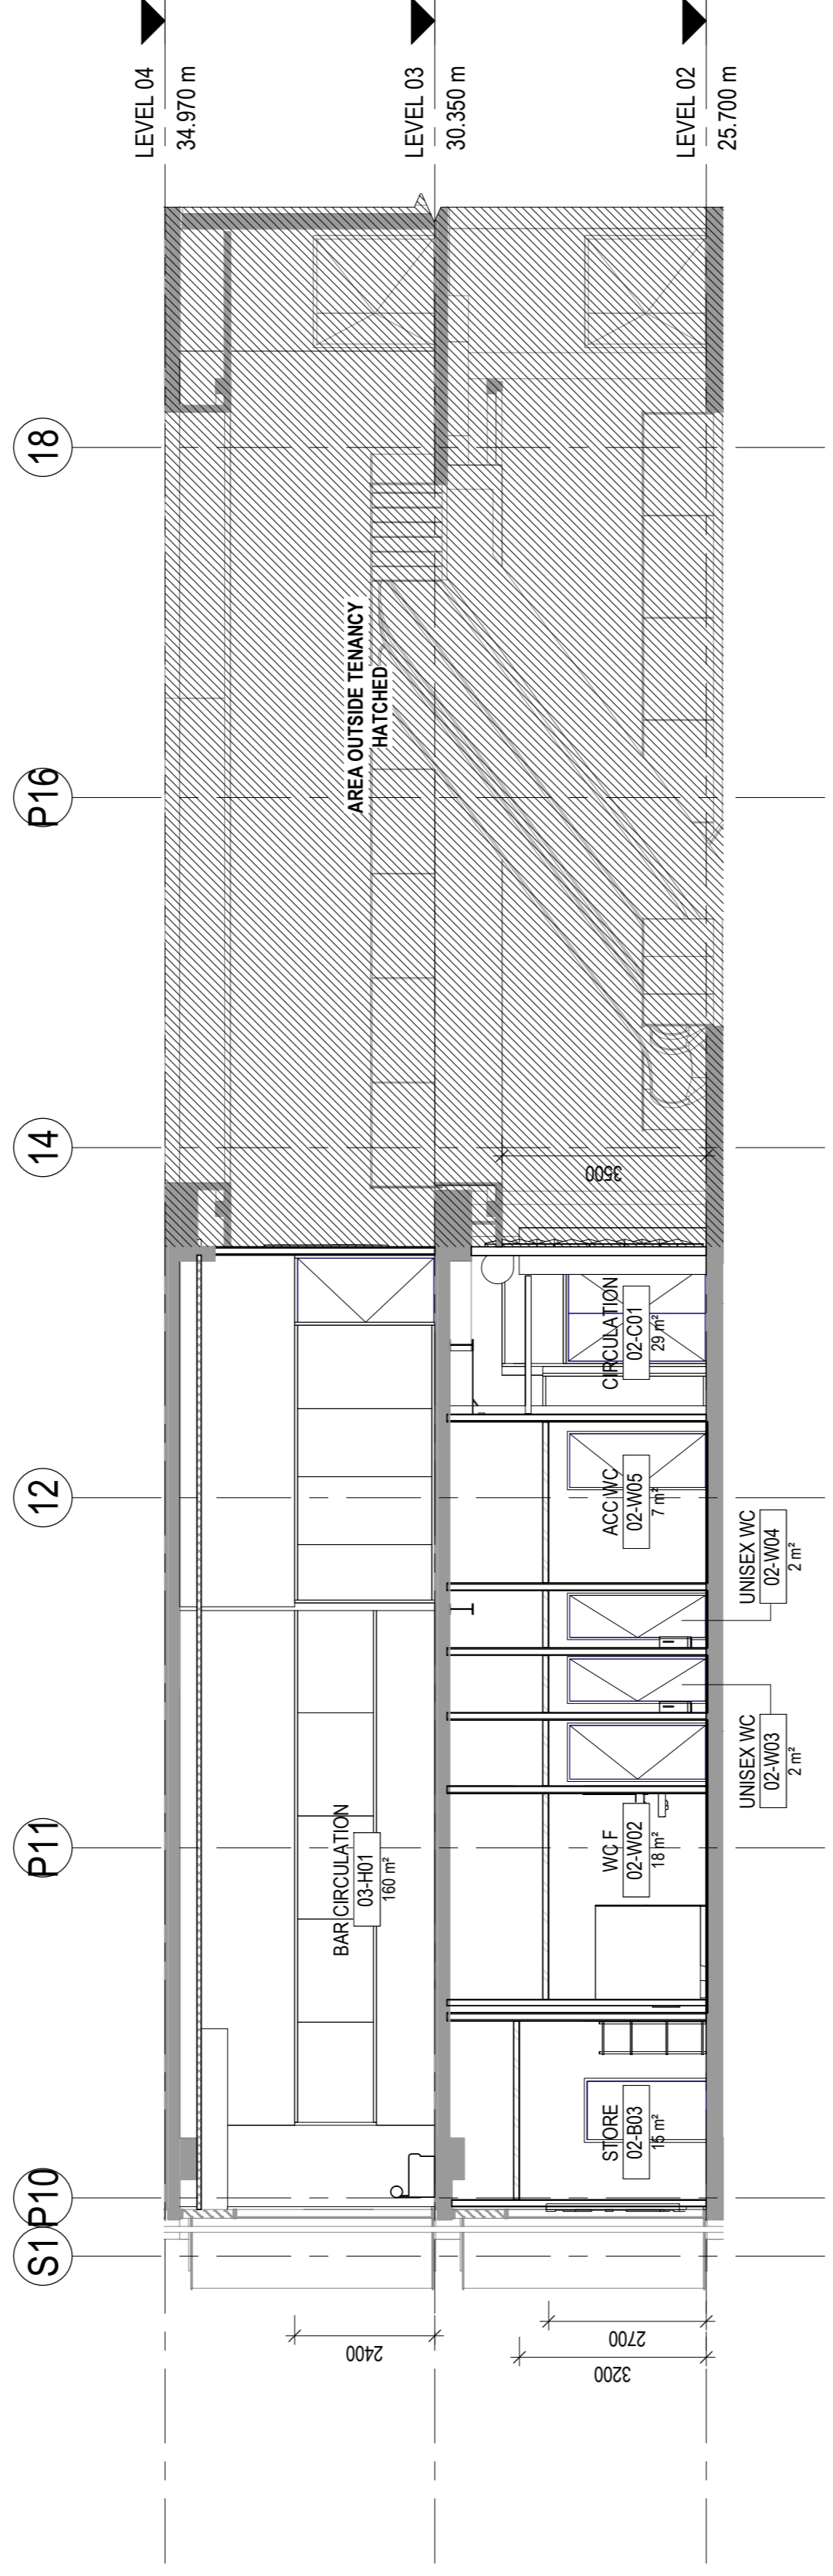 S1
P10
P11
12
14
P16
18
LEVEL 04
34.970 m
LEVEL 03
30.350 m
LEVEL 02
25.700 m
AREA OUTSIDE TENANCY
HATCHED
BAR CIRCULATION
03-H01
160 m²
STORE
02-B03
15 m²
WC F
02-W02
18 m²
ACC WC
02-W05
7 m²
CIRCULATION
02-C01
29 m²
UNISEX WC
02-W03
2 m²
UNISEX WC
02-W04
2 m²
2400
3200
2700
3500